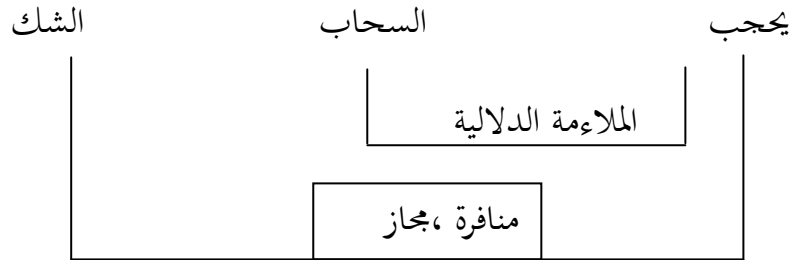 يحجب السحاب الشك
الملاءمة الدلالية
منافرة ،مجاز